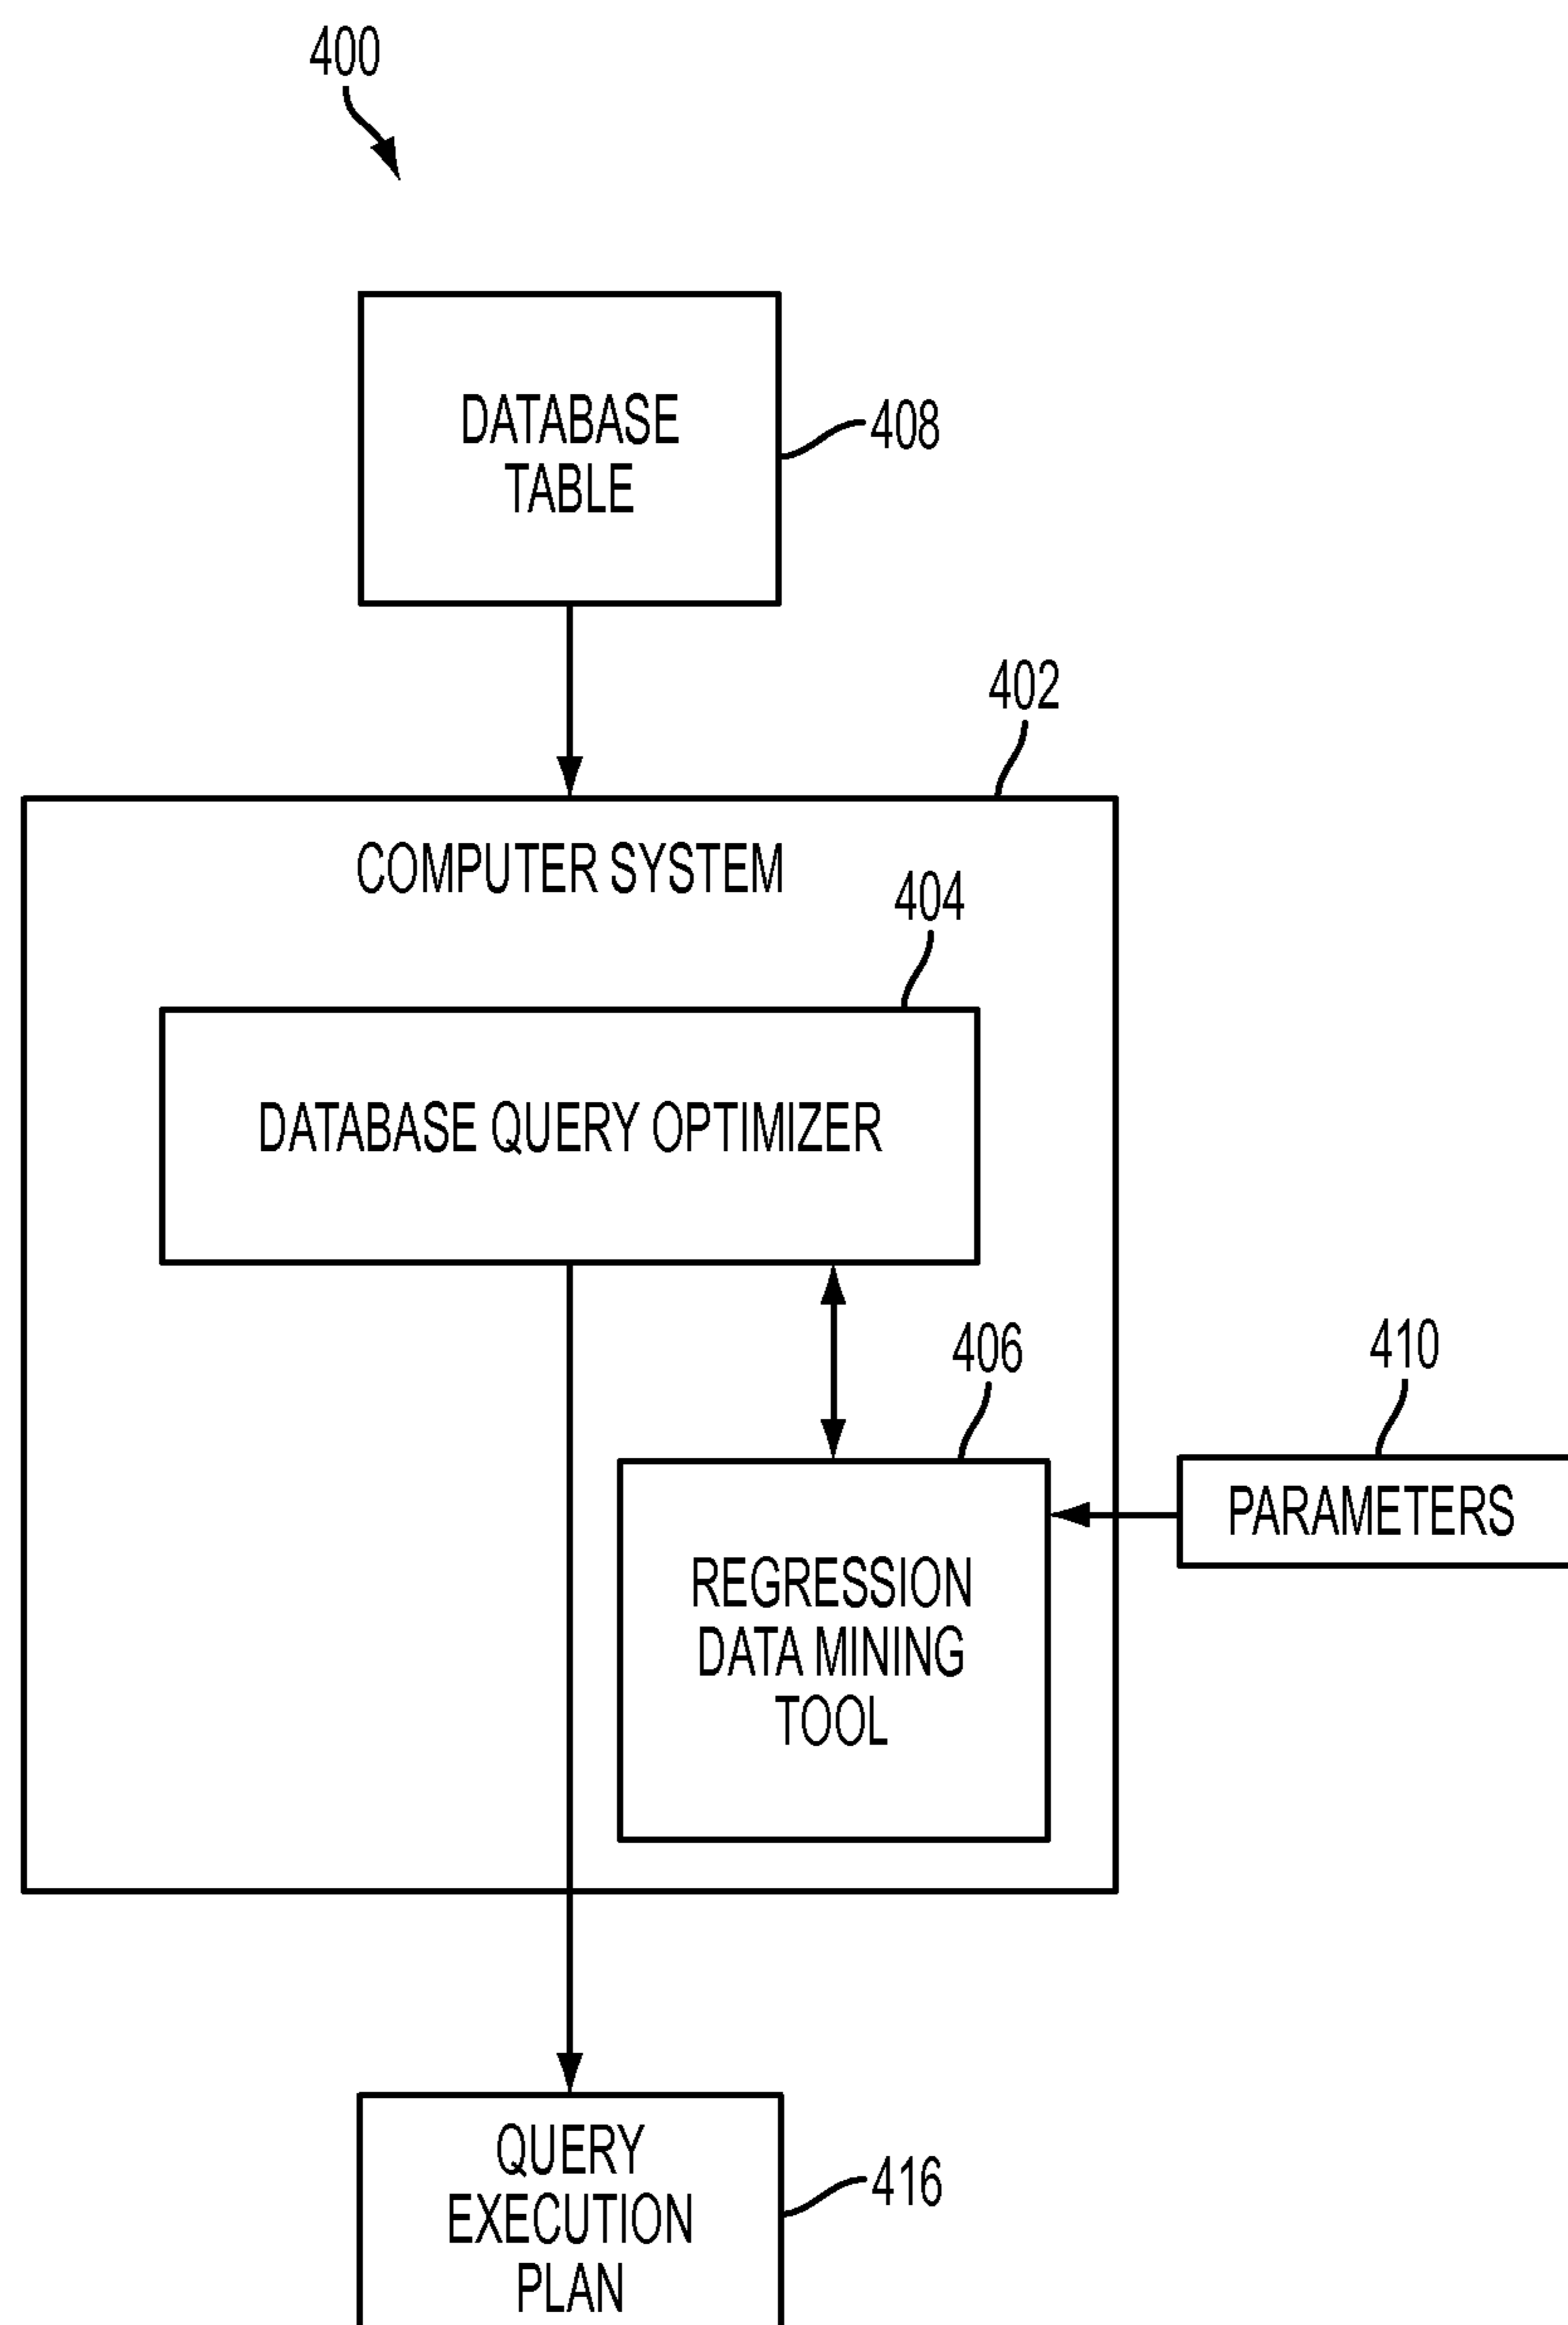 400
DATABASE
TABLE
408
402
COMPUTER SYSTEM
404
DATABASE QUERY OPTIMIZER
406
410
PARAMETERS
REGRESSION
DATA MINING
TOOL
QUERY
EXECUTION
PLAN
416